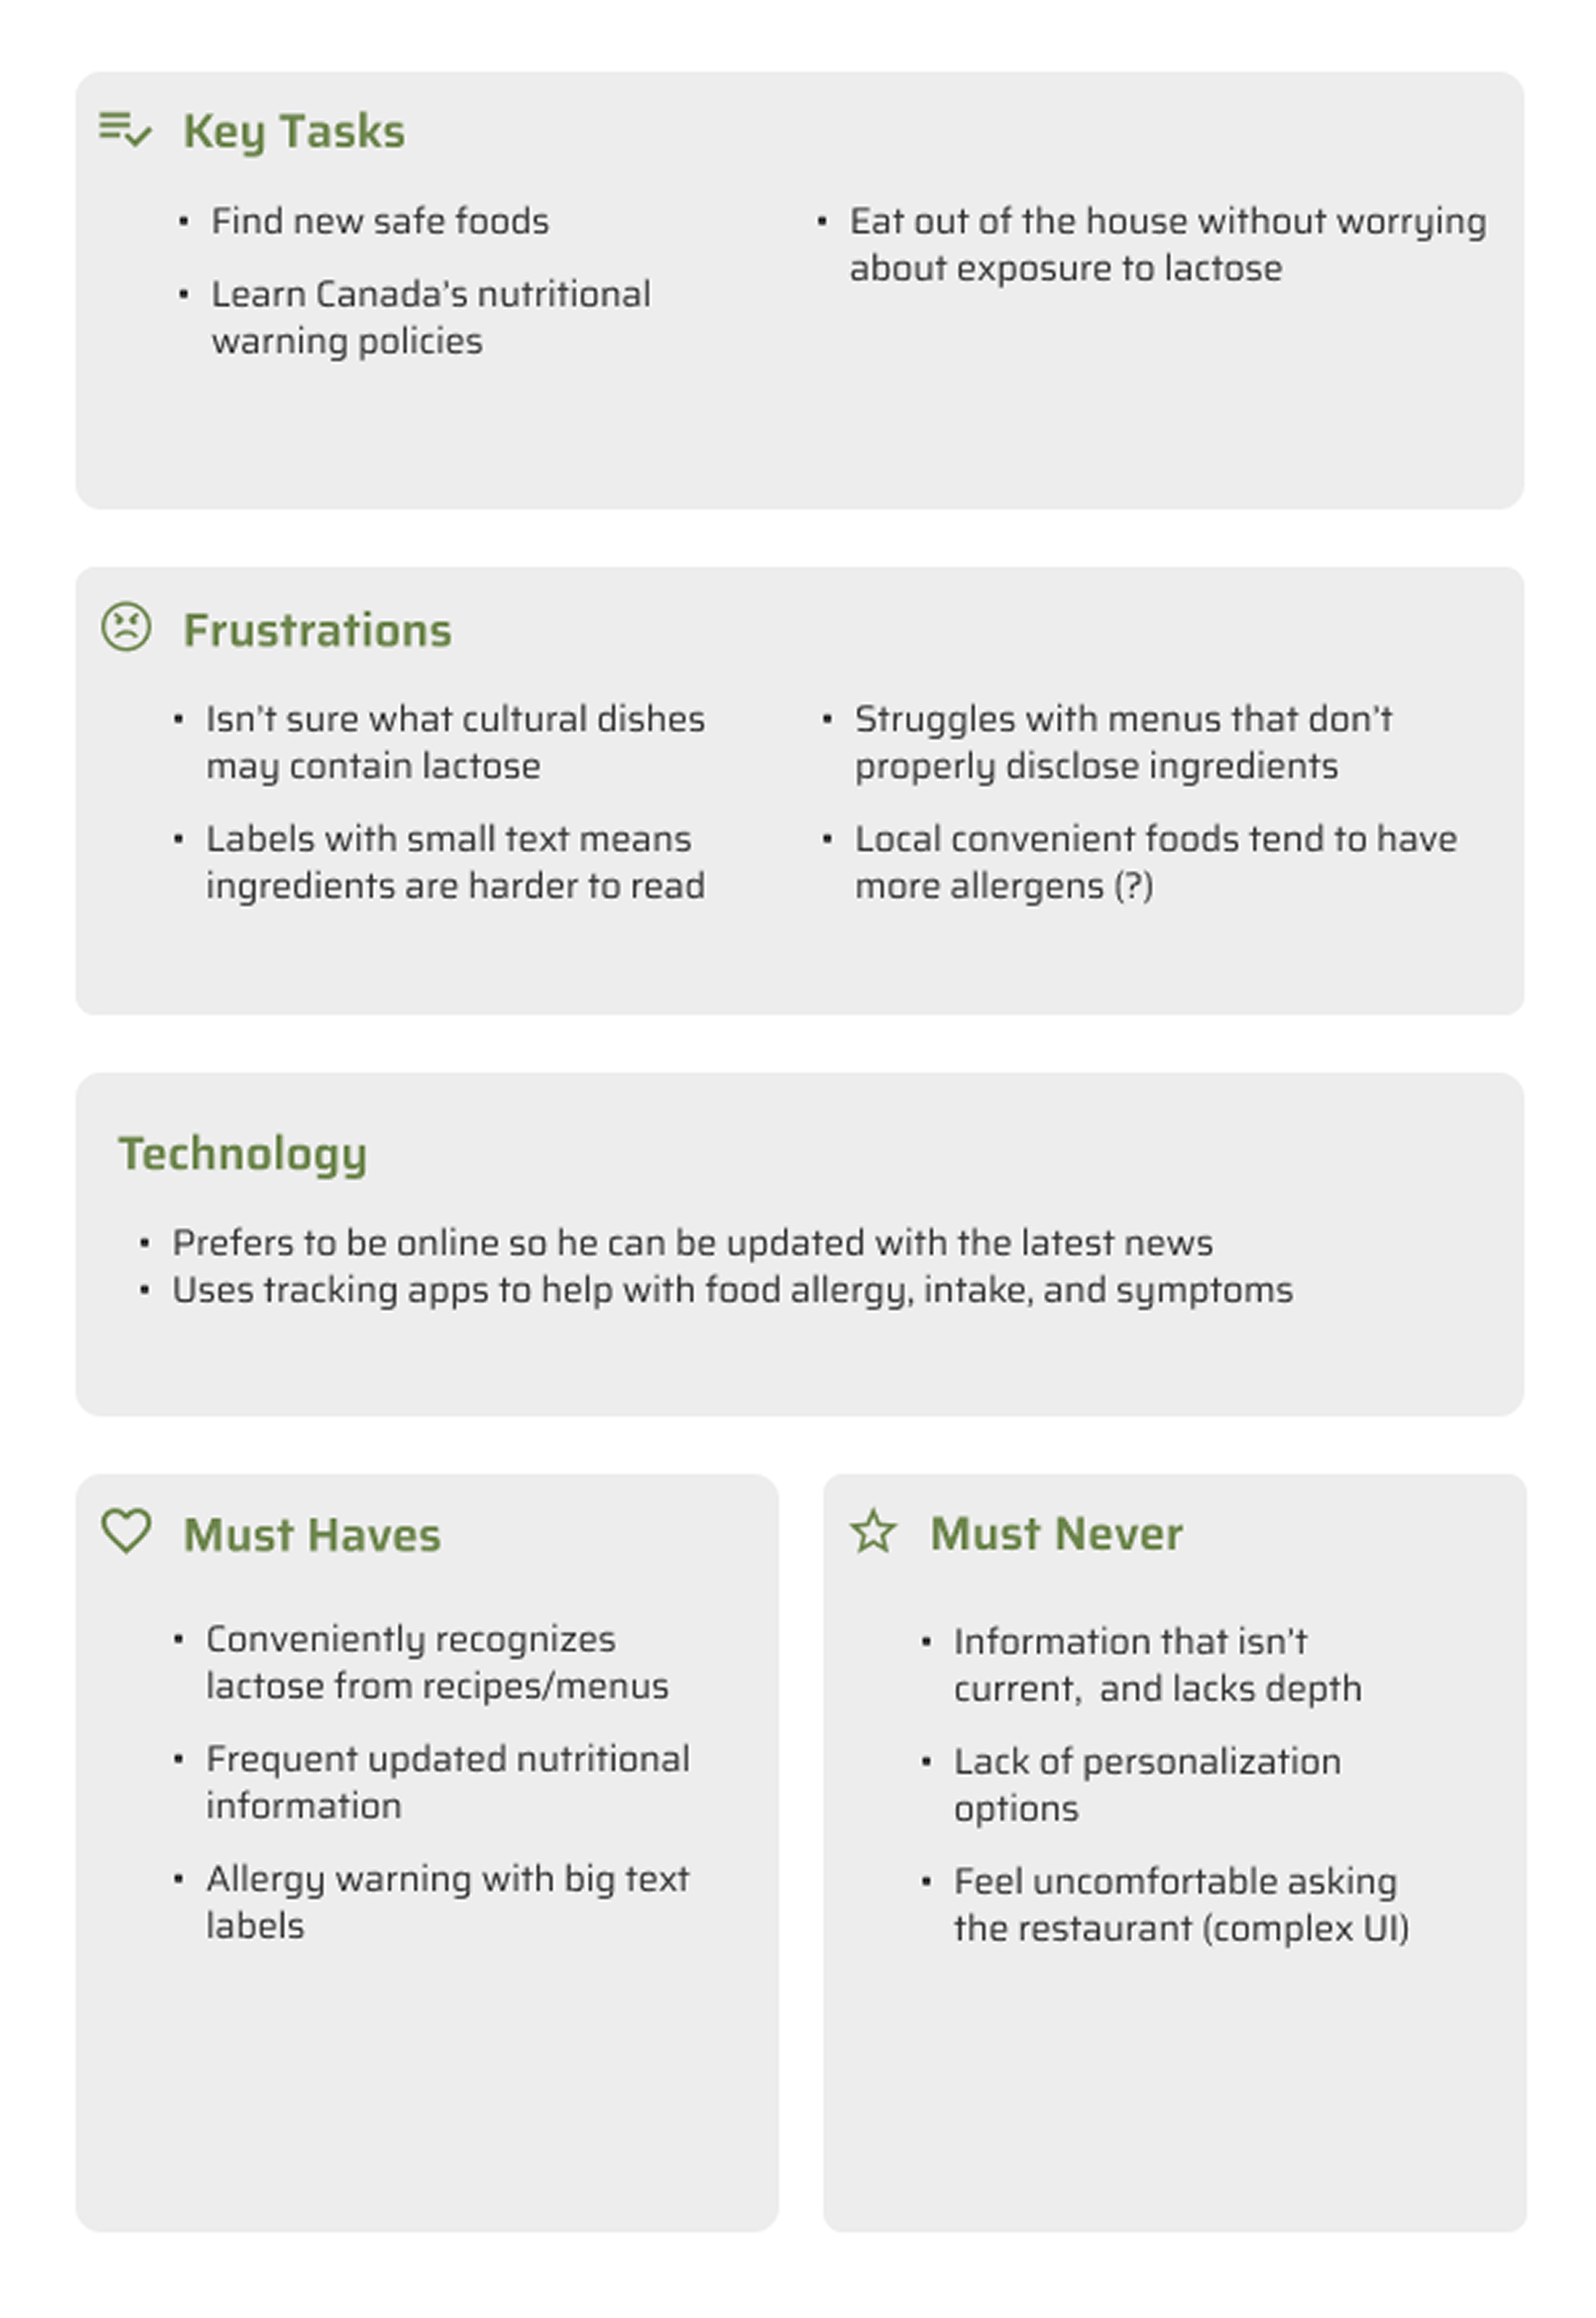 Key Tasks
• Find new safe foods
• Learn Canada's nutritional
warning policies
• Eat out of the house without worrying
about exposure to lactose
Frustrations
• Isn't sure what cultural dishes
may contain lactose
• Labels with small text means
ingredients are harder to read
• Struggles with menus that don't
properly disclose ingredients
• Local convenient foods tend to have
more allergens (?)
Technology
• Prefers to be online so he can be updated with the latest news
• Uses tracking apps to help with food allergy, intake, and symptoms
Must Haves
• Conveniently recognizes
lactose from recipes/menus
• Frequent updated nutritional
information
• Allergy warning with big text
labels
Must Never
• Information that isn't
current,  and lacks depth
• Lack of personalization
options
• Feel uncomfortable asking
the restaurant (complex UI)